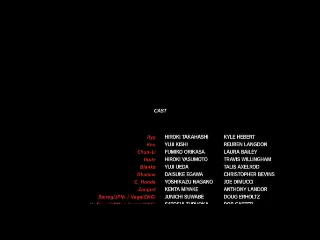 CAST
Ryu HIROKI TAKAHASHI KYLE HEBERT
Ken YUJI KISHI REUBEN LANGDON
Chun-Li FUMIKO ORIKASA LAURA BAILEY
Guile HIROKI YASUMOTO TRAVIS WILLINGHAM
Blanka YUJI UEDA TALIS AXELROD
Dhalsim DAISUKE EGAWA CHRISTOPHER BEVINS
E. Honda YOSHIKAZU NAGANO JOE DIMUCCI
Zangief KENTA MIYAKE ANTHONY LANDOR
JUNICHI SUWABE DOUG ERHOLTZ